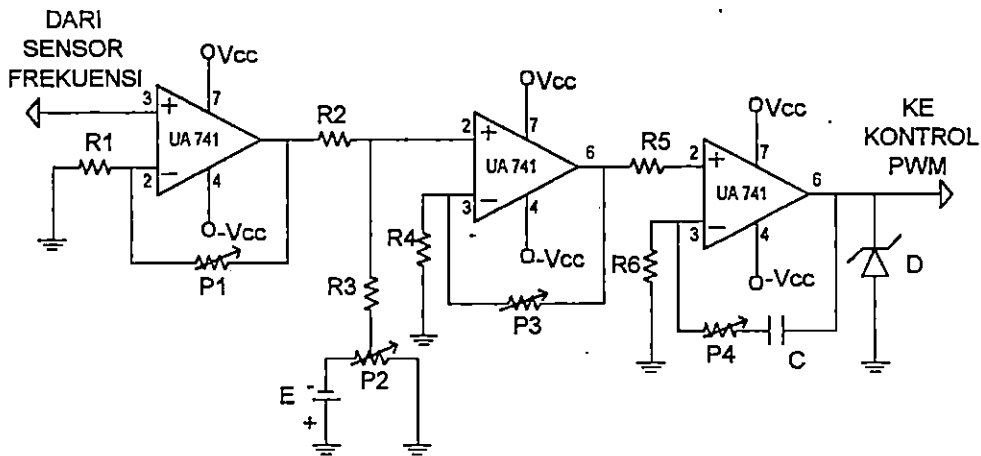 DARI
SENSOR
FREKUENSI
Vcc
3
+
7
R1
UA 741
2
−
4
-Vcc
P1
R2
Vcc
2
+
7
UA 741
6
3
−
4
-Vcc
R4
R3
P3
P2
E
-
+
R5
Vcc
2
+
7
UA 741
6
3
−
4
-Vcc
R6
P4
C
D
KE
KONTROL
PWM